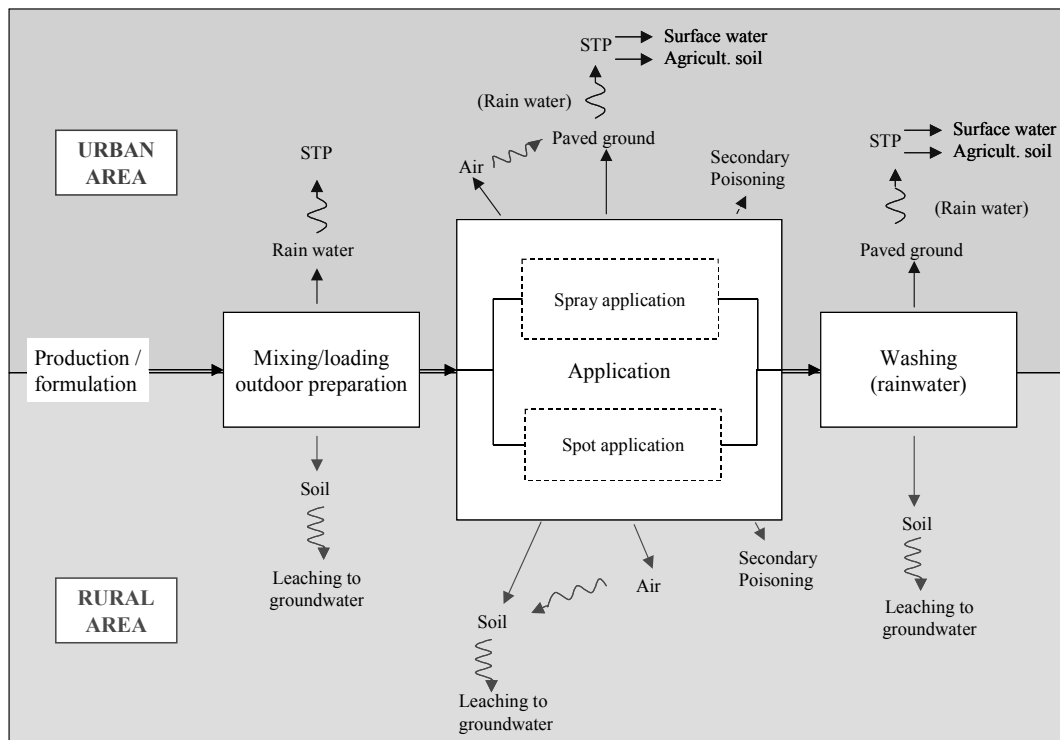 Surface water
STP
Agricult. soil
(Rain water)
Paved ground
Air
Secondary
Poisoning
Surface water
STP
Agricult. soil
(Rain water)
Paved ground
URBAN
AREA
STP
Rain water
Production /
formulation
Mixing/loading
outdoor preparation
Spray application
Application
Spot application
Washing
(rainwater)
Soil
Leaching to
groundwater
RURAL
AREA
Soil
Air
Secondary
Poisoning
Leaching to
groundwater
Soil
Leaching to
groundwater